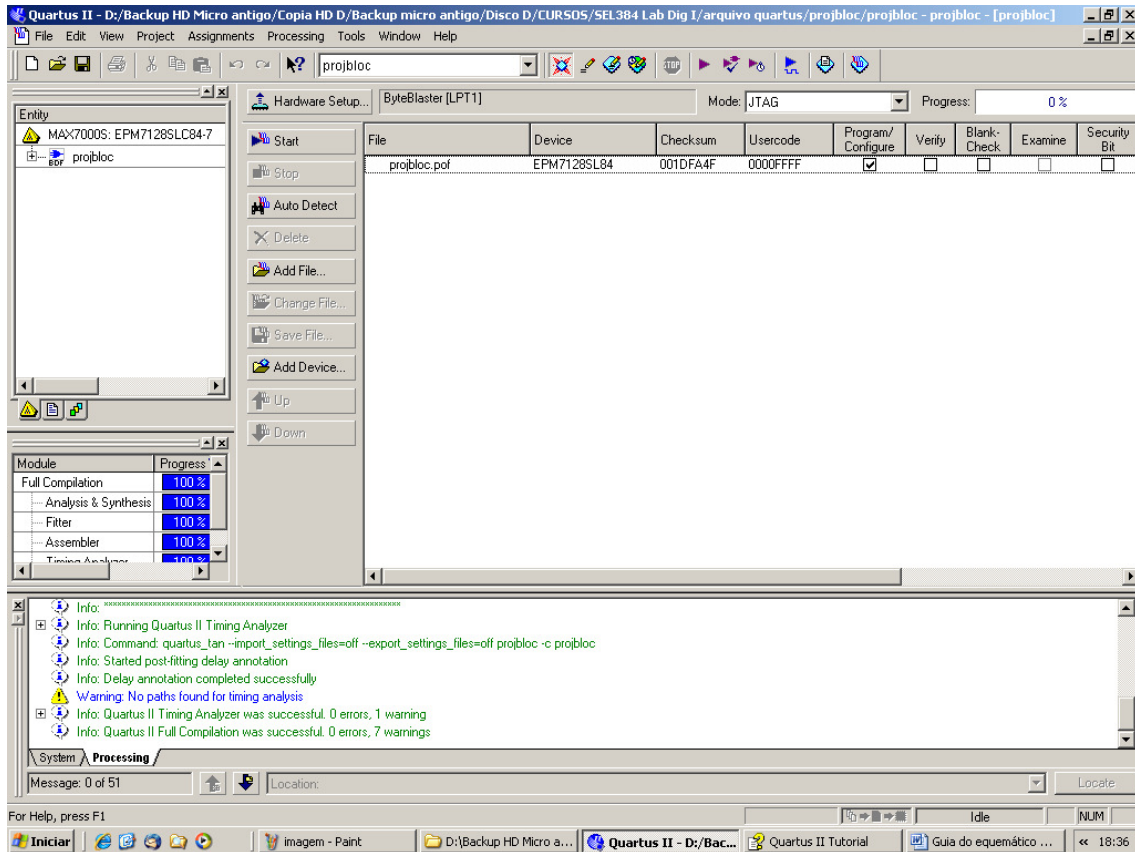 Quartus II - D:/Backup HD Micro antigo/Copia HD D/Backup micro antigo/Disco D/CURSOS/SEL384 Lab Dig I/arquivo quartus/projbloc/projbloc - projbloc - [projbloc]
File Edit View Project Assignments Processing Tools Window Help
projbloc
STOP
Entity
MAX7000S: EPM7128SLC84-7
BDF projbloc
Hardware Setup... ByteBlaster [LPT1] Mode: JTAG Progress: 0 %
Start
Stop
Auto Detect
Delete
Add File...
Change File...
Save File...
Add Device...
Up
Down
File Device Checksum Usercode Program/ Configure Verify Blank- Check Examine Security Bit
projbloc.pof EPM7128SL84 001DFA4F 0000FFFF
Module Progress
Full Compilation 100 %
Analysis & Synthesis 100 %
Fitter 100 %
Assembler 100 %
Timing Analyzer 100 %
Info: *******************************************************************
Info: Running Quartus II Timing Analyzer
Info: Command: quartus_tan --import_settings_files=off --export_settings_files=off projbloc -c projbloc
Info: Started post-fitting delay annotation
Info: Delay annotation completed successfully
Warning: No paths found for timing analysis
Info: Quartus II Timing Analyzer was successful. 0 errors, 1 warning
Info: Quartus II Full Compilation was successful. 0 errors, 7 warnings
System Processing
Message: 0 of 51 Location: Locate
For Help, press F1 Idle NUM
Iniciar imagem - Paint D:\Backup HD Micro a... Quartus II - D:/Bac... Quartus II Tutorial Guia do equemático ... « 18:36